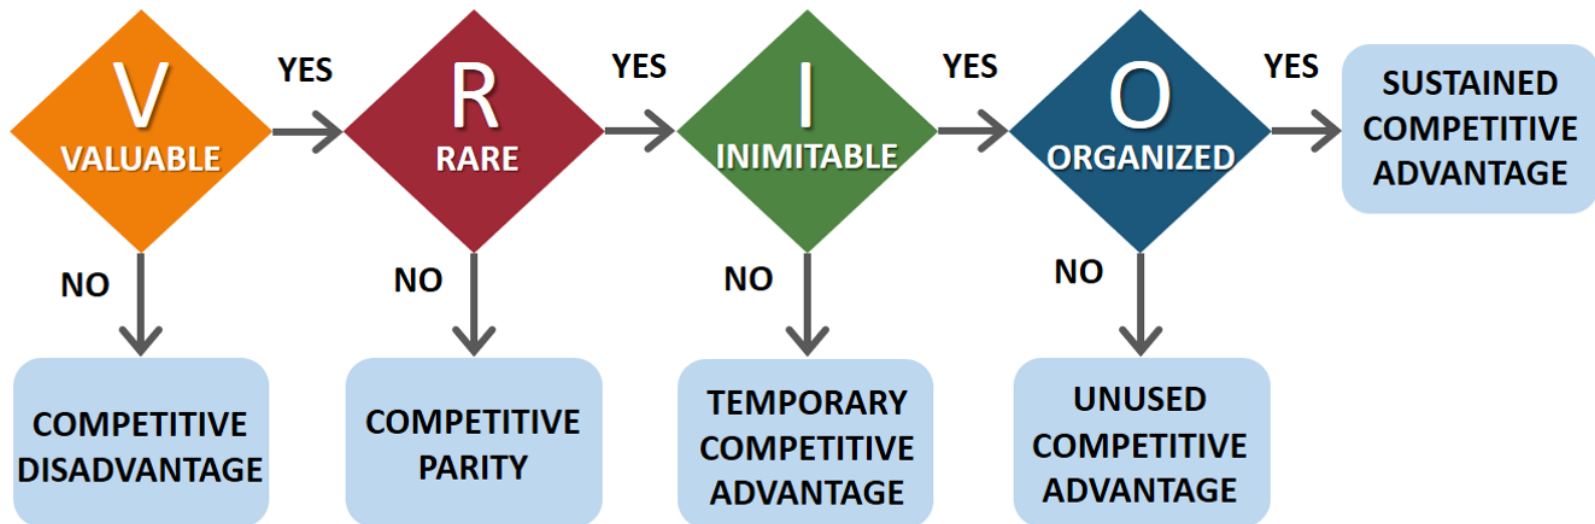 V
VALUABLE
YES
R
RARE
YES
I
INIMITABLE
YES
O
ORGANIZED
YES
SUSTAINED
COMPETITIVE
ADVANTAGE
NO
NO
NO
NO
COMPETITIVE
DISADVANTAGE
COMPETITIVE
PARITY
TEMPORARY
COMPETITIVE
ADVANTAGE
UNUSED
COMPETITIVE
ADVANTAGE